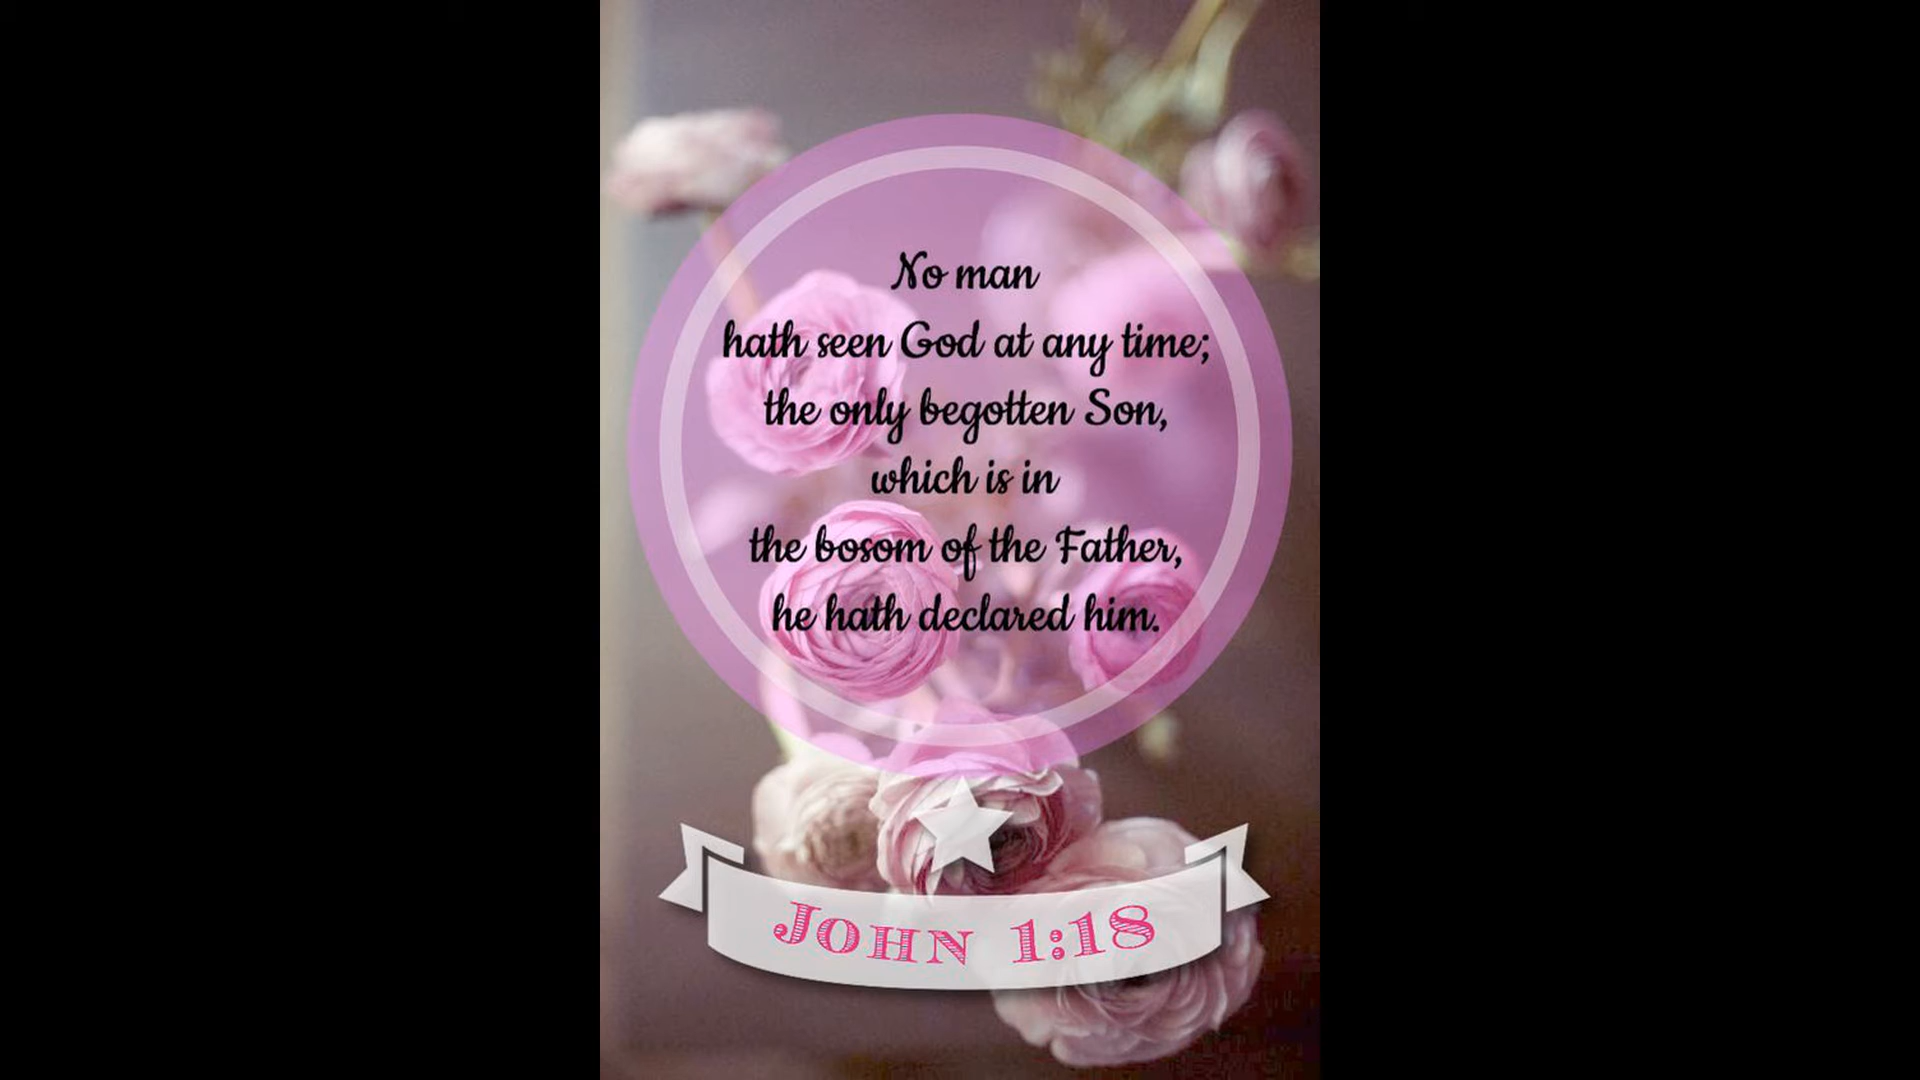 No man
hath seen God at any time;
the only begotten Son,
which is in
the bosom of the Father,
he hath declared him.
John 1:18